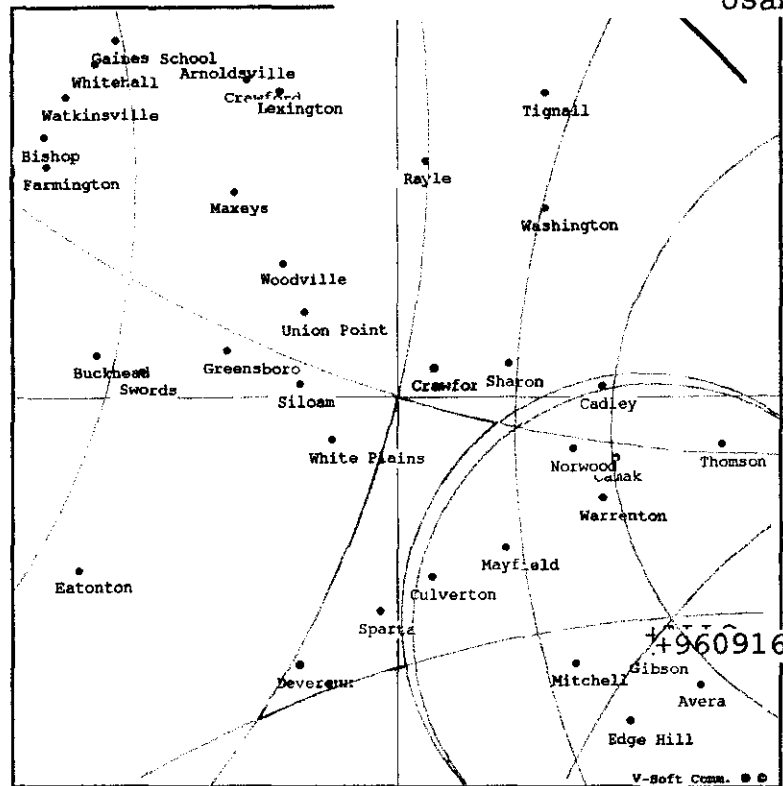 Gaines School
Whitehall
Arnoldsville
Crawford
Lexington
Watkinsville
Tignall
Bishop
Farmington
Rayle
Maxeys
Washington
Woodville
Union Point
Buckhead
Swords
Greensboro
Siloam
Crawfor
Sharon
Cadley
White Plains
Norwood
Camak
Thomson
Warrenton
Mayfield
Eatonton
Culverton
Sparta
+960916
Devereux
Mitchell
Gibson
Avera
Edge Hill
V-Soft Comm.